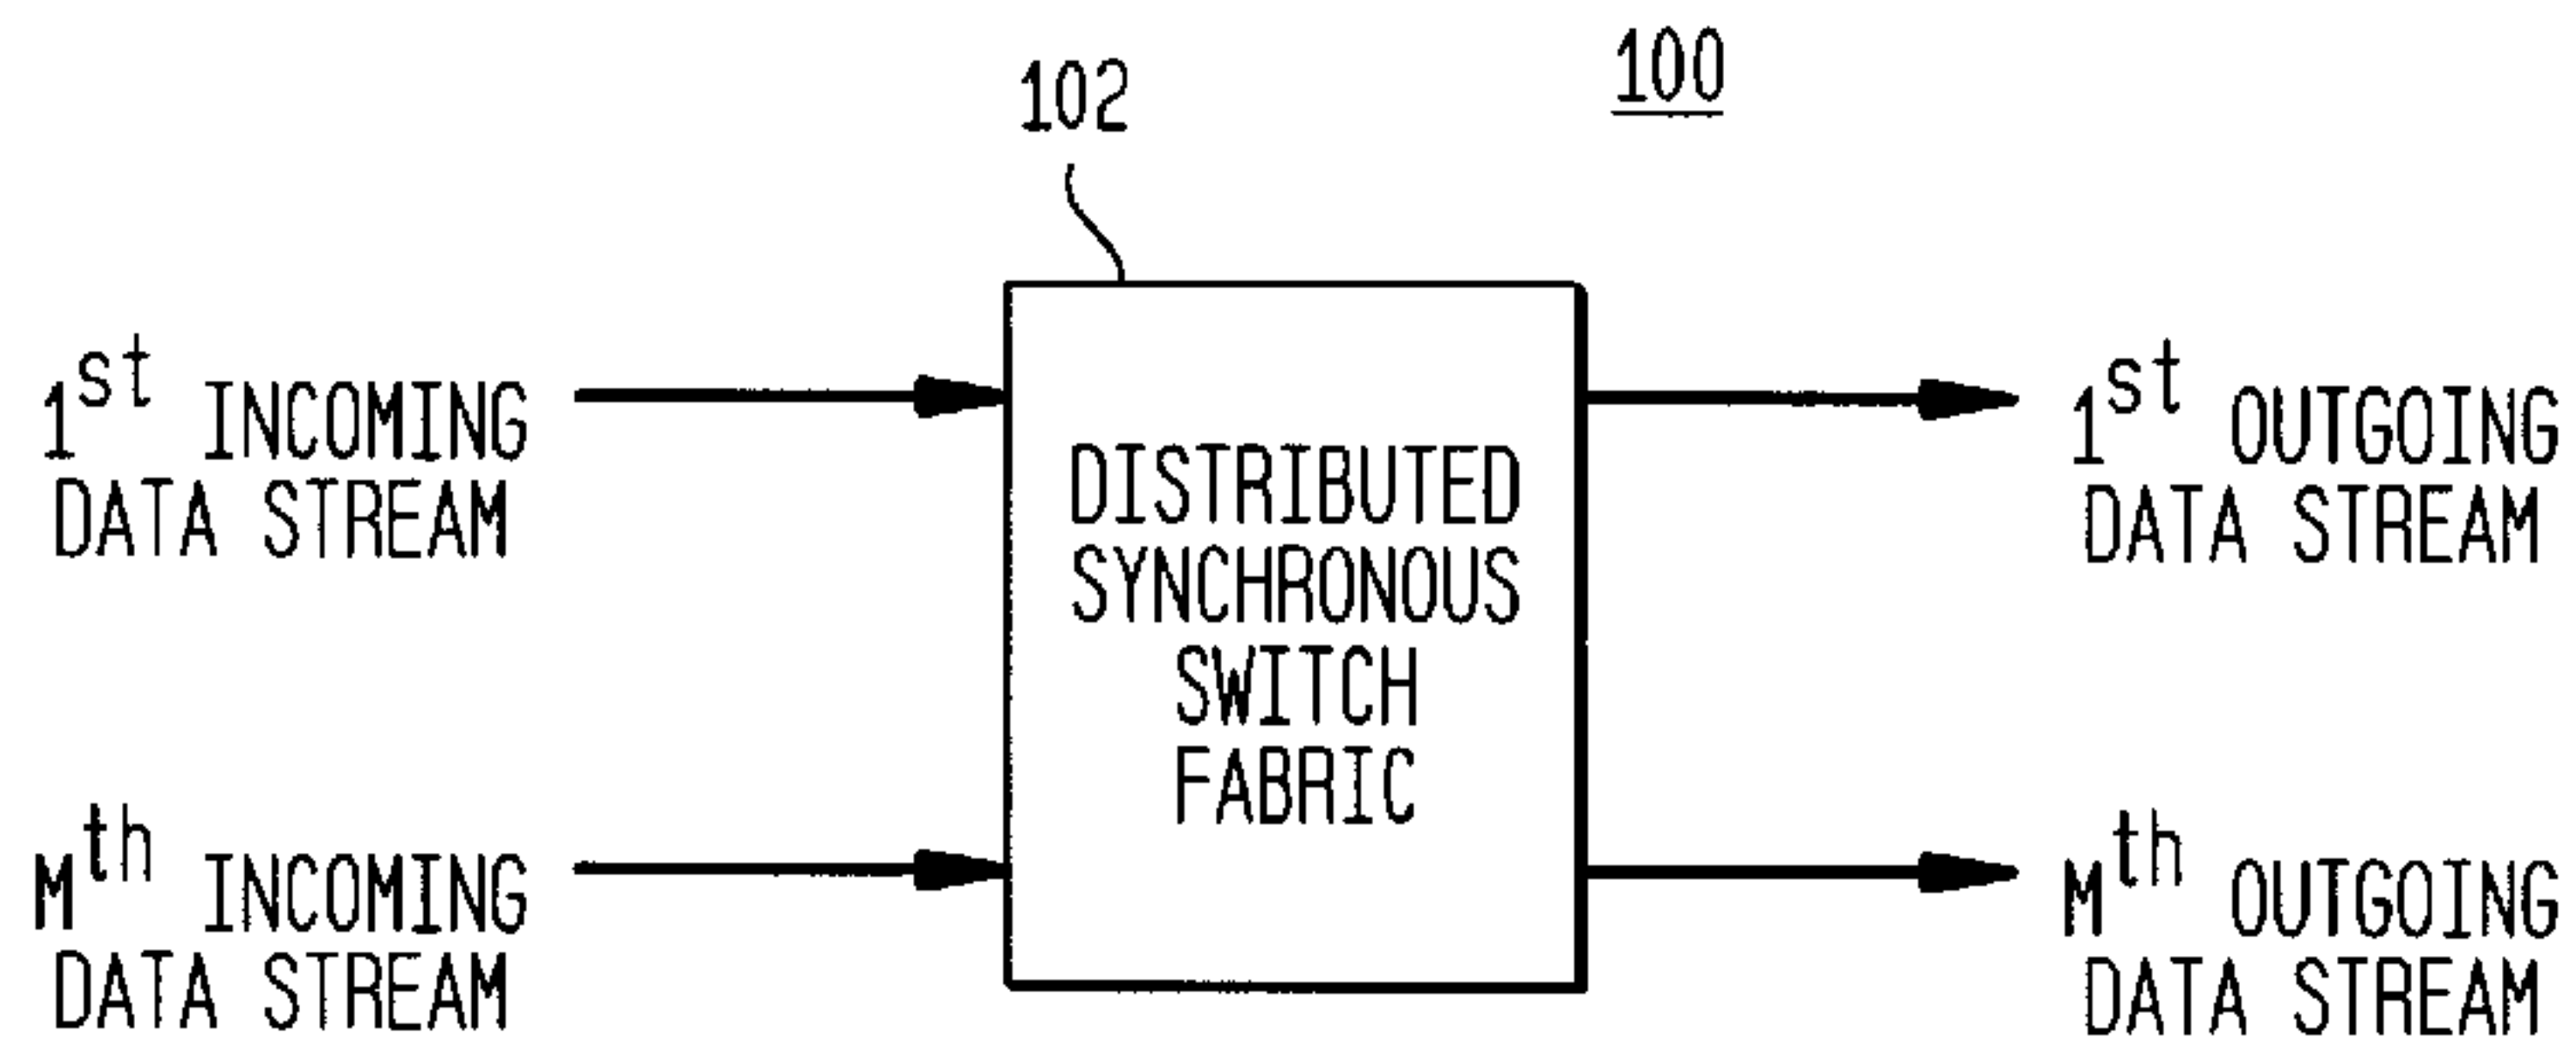 100
102
1st INCOMING
DATA STREAM
DISTRIBUTED
SYNCHRONOUS
SWITCH
FABRIC
1st OUTGOING
DATA STREAM
Mth INCOMING
DATA STREAM
Mth OUTGOING
DATA STREAM